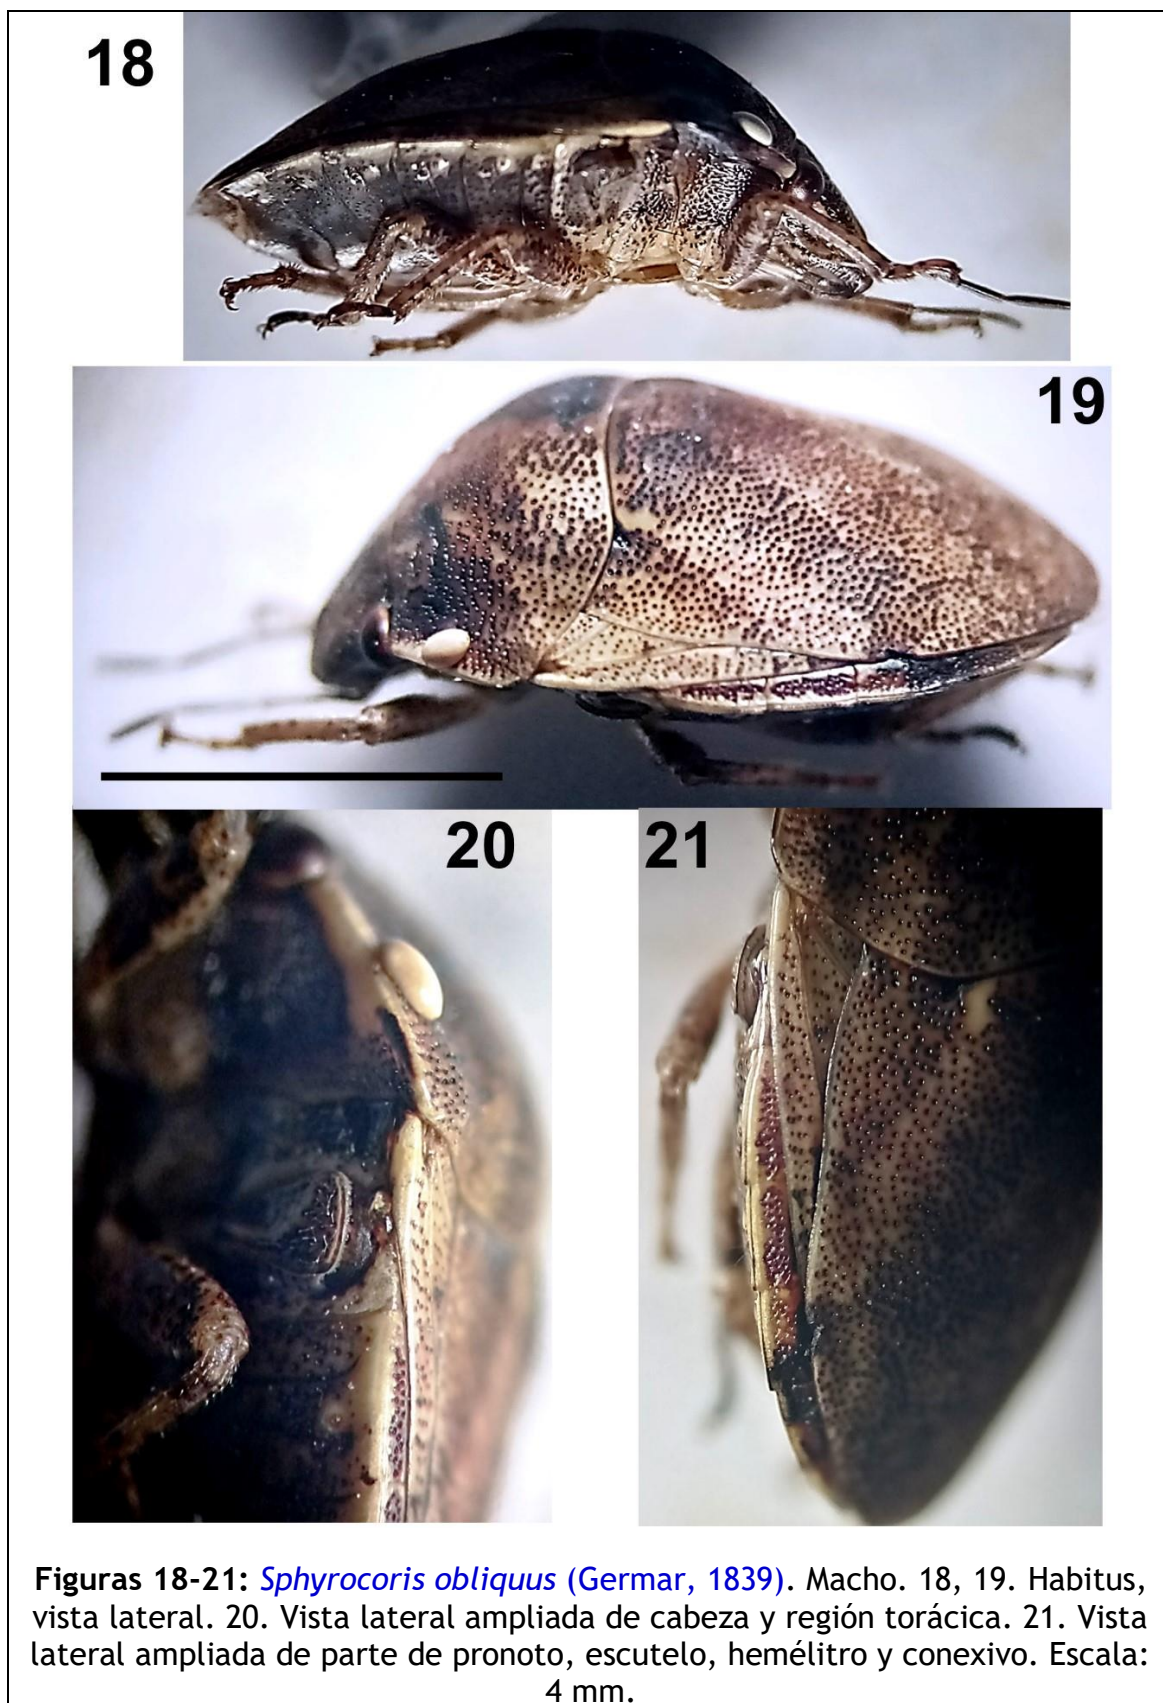 18
19
20
21
Figuras 18-21: Sphyrocoris obliquus (Germar, 1839). Macho. 18, 19. Habitus,
vista lateral. 20. Vista lateral ampliada de cabeza y región torácica. 21. Vista
lateral ampliada de parte de pronoto, escutelo, hemélitro y conexivo. Escala:
4 mm.